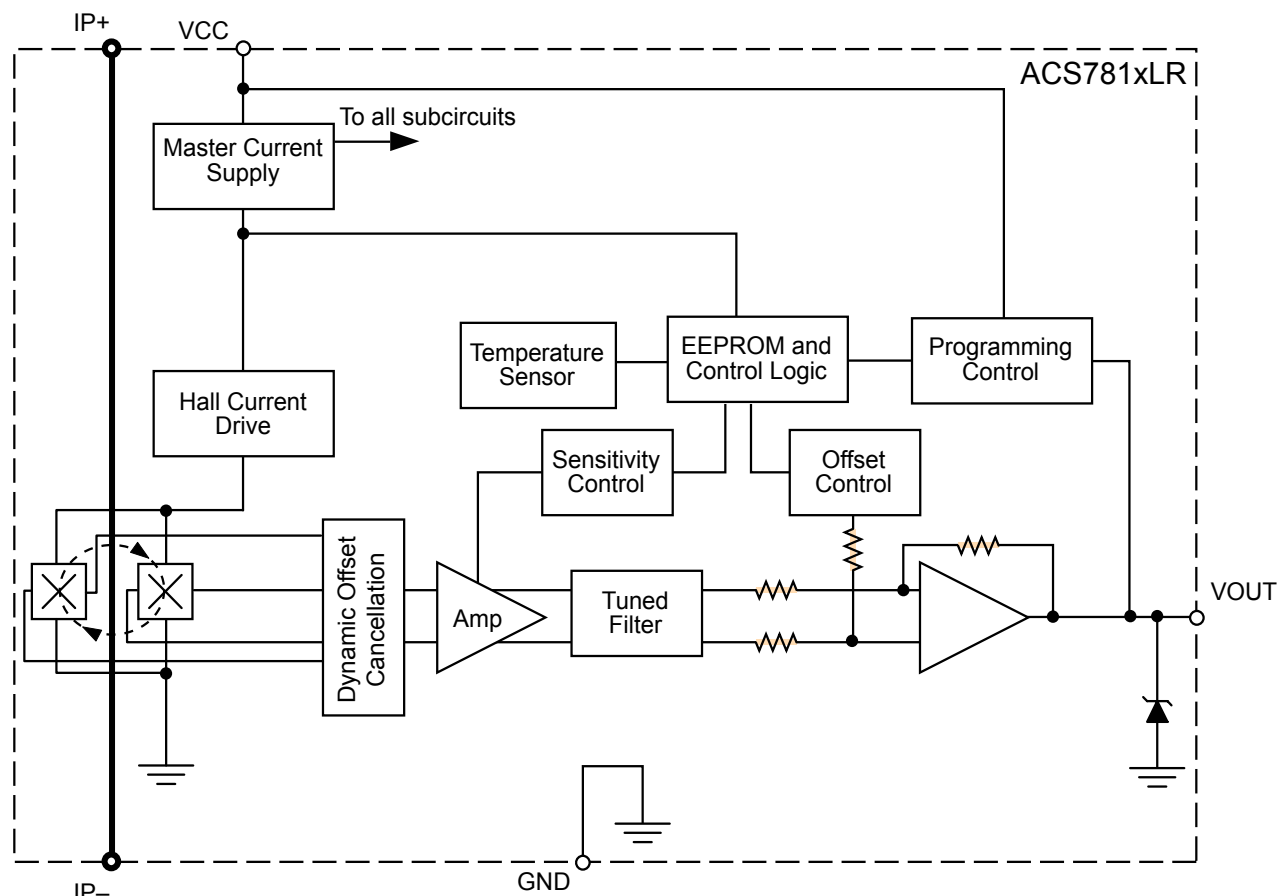 IP+
VCC
ACS781xLR
To all subcircuits
Master Current
Supply
Temperature
Sensor
EEPROM and
Control Logic
Programming
Control
Hall Current
Drive
Sensitivity
Control
Offset
Control
Dynamic Offset
Cancellation
Amp
Tuned
Filter
VOUT
GND
IP–